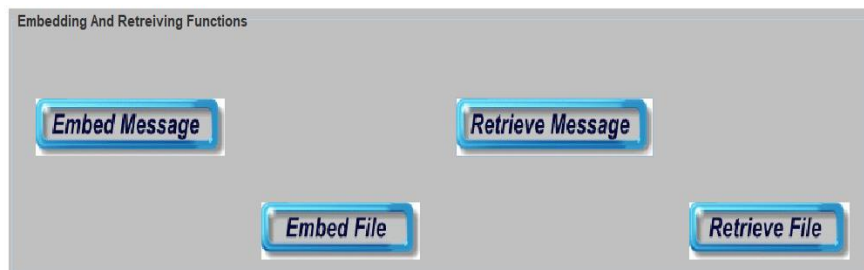 Embedding And Retreiving Functions
Embed Message
Retrieve Message
Embed File
Retrieve File